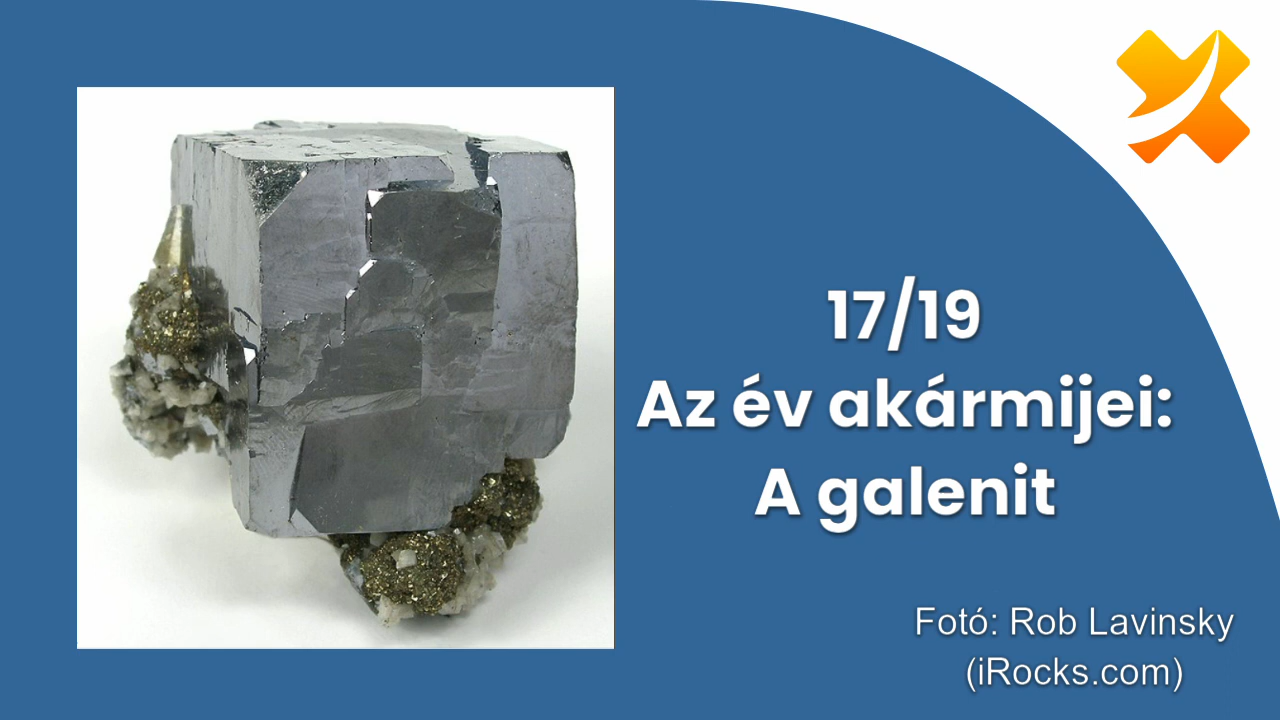 17/19
Az év akármijei:
A galenit
Fotó: Rob Lavinsky
(iRocks.com)